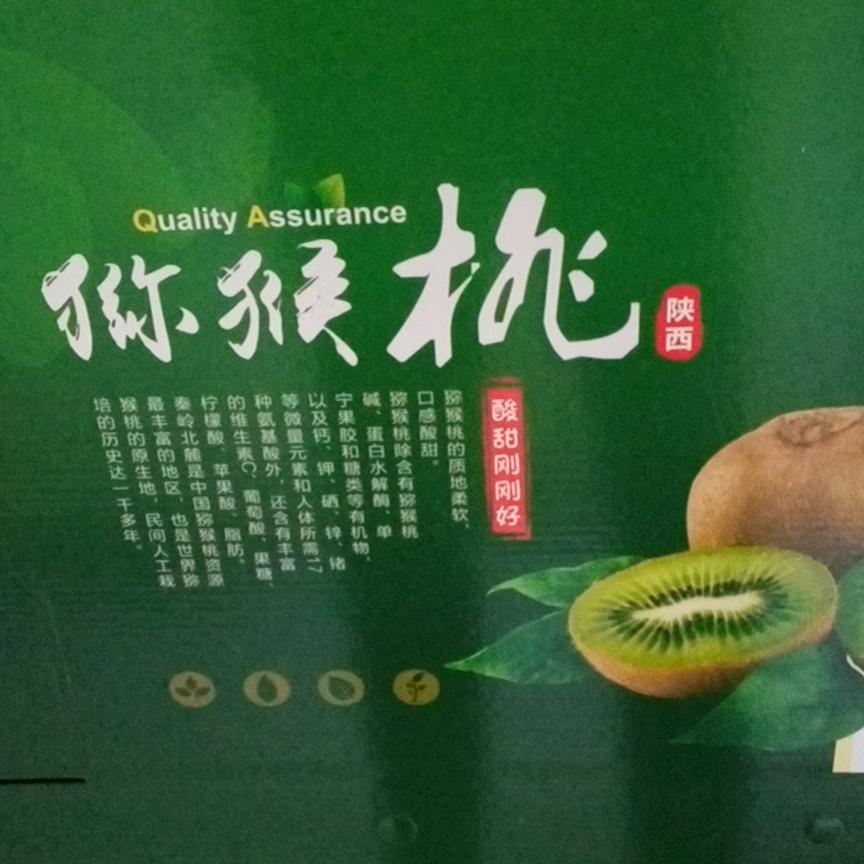 Quality Assurance
猕猴桃
陕西
酸甜刚刚好
猕猴桃的质地柔软，
口感酸甜。
猕猴桃除含有猕猴桃
碱、蛋白水解酶、单
宁果胶和糖类等有机物，
以及钙、钾、硒、锌、锗
等微量元素和人体所需17
种氨基酸外，还含有丰富
的维生素C、葡萄酸、果糖、
柠檬酸、苹果酸、脂肪。
秦岭北麓是中国猕猴桃资源
最丰富的地区，也是世界猕
猴桃的原生地，民间人工栽
培的历史达一千多年。